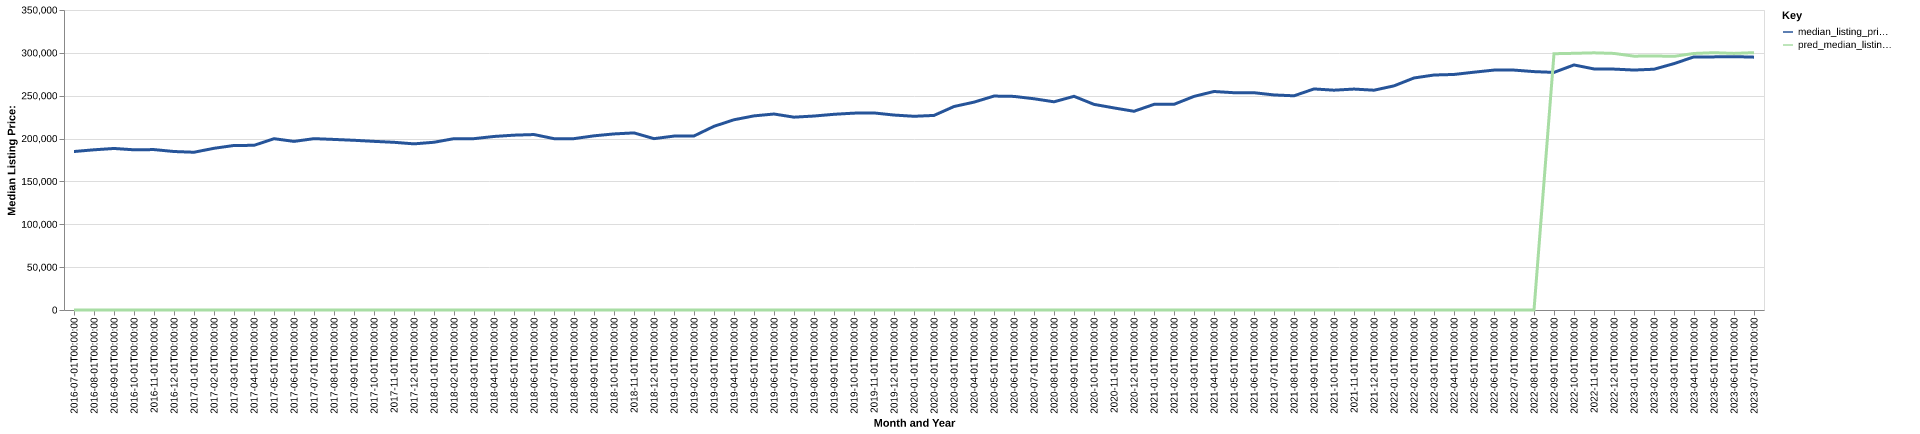 350,000
300,000
250,000
200,000
150,000
100,000
50,000
0
Median Listing Price:
2016-07-01T00:00:00
2016-08-01T00:00:00
2016-09-01T00:00:00
2016-10-01T00:00:00
2016-11-01T00:00:00
2016-12-01T00:00:00
2017-01-01T00:00:00
2017-02-01T00:00:00
2017-03-01T00:00:00
2017-04-01T00:00:00
2017-05-01T00:00:00
2017-06-01T00:00:00
2017-07-01T00:00:00
2017-08-01T00:00:00
2017-09-01T00:00:00
2017-10-01T00:00:00
2017-11-01T00:00:00
2017-12-01T00:00:00
2018-01-01T00:00:00
2018-02-01T00:00:00
2018-03-01T00:00:00
2018-04-01T00:00:00
2018-05-01T00:00:00
2018-06-01T00:00:00
2018-07-01T00:00:00
2018-08-01T00:00:00
2018-09-01T00:00:00
2018-10-01T00:00:00
2018-11-01T00:00:00
2018-12-01T00:00:00
2019-01-01T00:00:00
2019-02-01T00:00:00
2019-03-01T00:00:00
2019-04-01T00:00:00
2019-05-01T00:00:00
2019-06-01T00:00:00
2019-07-01T00:00:00
2019-08-01T00:00:00
2019-09-01T00:00:00
2019-10-01T00:00:00
2019-11-01T00:00:00
2019-12-01T00:00:00
2020-01-01T00:00:00
2020-02-01T00:00:00
2020-03-01T00:00:00
2020-04-01T00:00:00
2020-05-01T00:00:00
2020-06-01T00:00:00
2020-07-01T00:00:00
2020-08-01T00:00:00
2020-09-01T00:00:00
2020-10-01T00:00:00
2020-11-01T00:00:00
2020-12-01T00:00:00
2021-01-01T00:00:00
2021-02-01T00:00:00
2021-03-01T00:00:00
2021-04-01T00:00:00
2021-05-01T00:00:00
2021-06-01T00:00:00
2021-07-01T00:00:00
2021-08-01T00:00:00
2021-09-01T00:00:00
2021-10-01T00:00:00
2021-11-01T00:00:00
2021-12-01T00:00:00
2022-01-01T00:00:00
2022-02-01T00:00:00
2022-03-01T00:00:00
2022-04-01T00:00:00
2022-05-01T00:00:00
2022-06-01T00:00:00
2022-07-01T00:00:00
2022-08-01T00:00:00
2022-09-01T00:00:00
2022-10-01T00:00:00
2022-11-01T00:00:00
2022-12-01T00:00:00
2023-01-01T00:00:00
2023-02-01T00:00:00
2023-03-01T00:00:00
2023-04-01T00:00:00
2023-05-01T00:00:00
2023-06-01T00:00:00
2023-07-01T00:00:00
Month and Year
Key
median_listing_pri…
pred_median_listin…